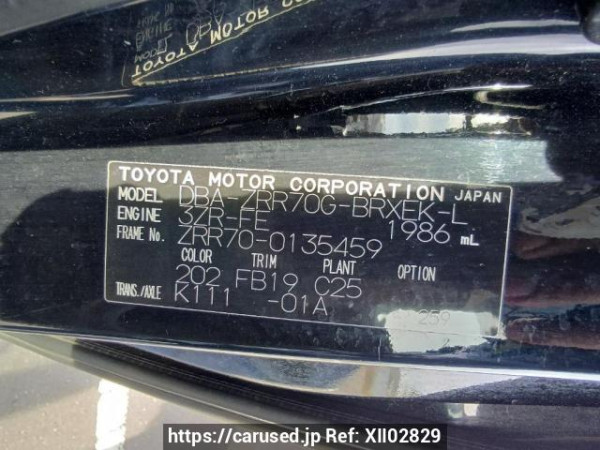 TOYOTA MOTOR CORPORATION JAPAN
MODEL DBA-ZRR70G-BRXEK-L
ENGINE 3ZR-FE 1986 mL
FRAME No. ZRR70-0135459
COLOR TRIM PLANT OPTION
202 FB19 C25
TRANS./AXLE K111 -01A
259
https://carused.jp Ref: XII02829